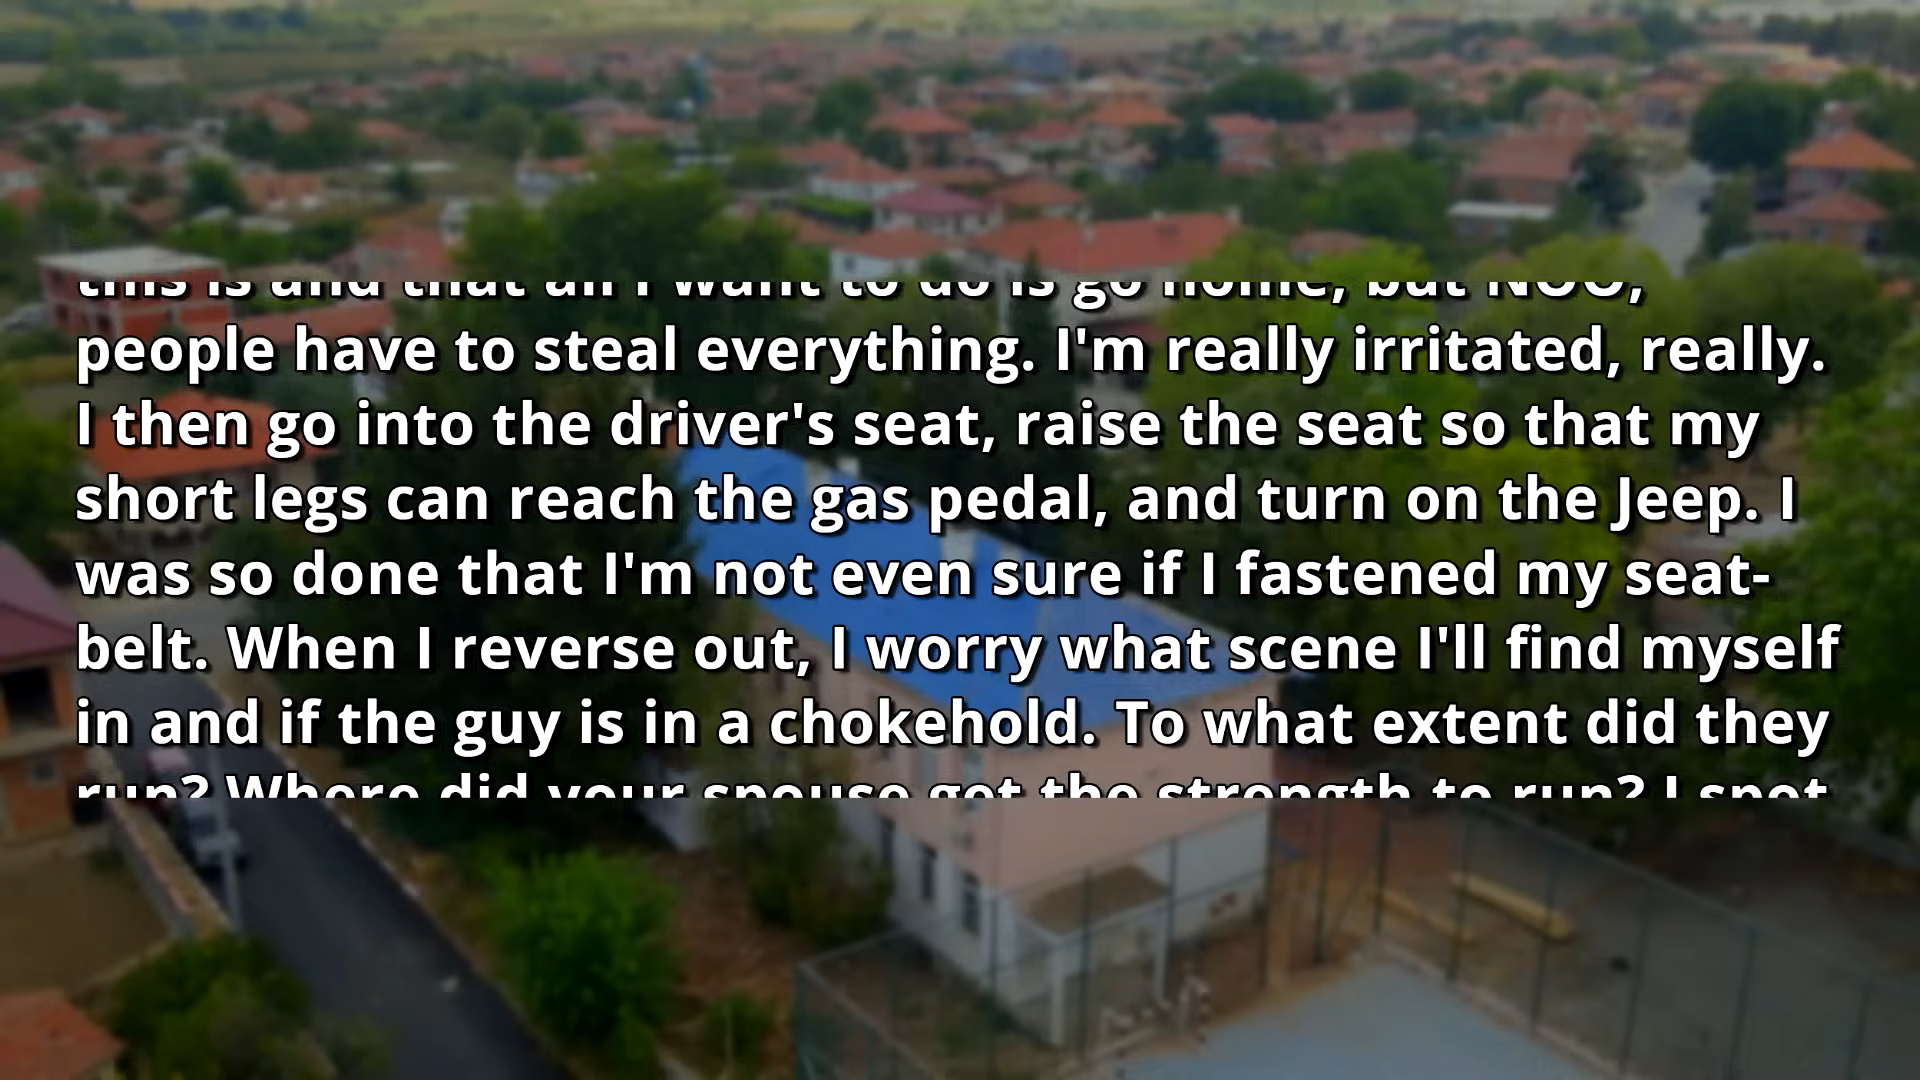 this is and that all I want to do is go home, but NOO,
people have to steal everything. I'm really irritated, really.
I then go into the driver's seat, raise the seat so that my
short legs can reach the gas pedal, and turn on the Jeep. I
was so done that I'm not even sure if I fastened my seat-
belt. When I reverse out, I worry what scene I'll find myself
in and if the guy is in a chokehold. To what extent did they
run? Where did your spouse get the strength to run? I spot